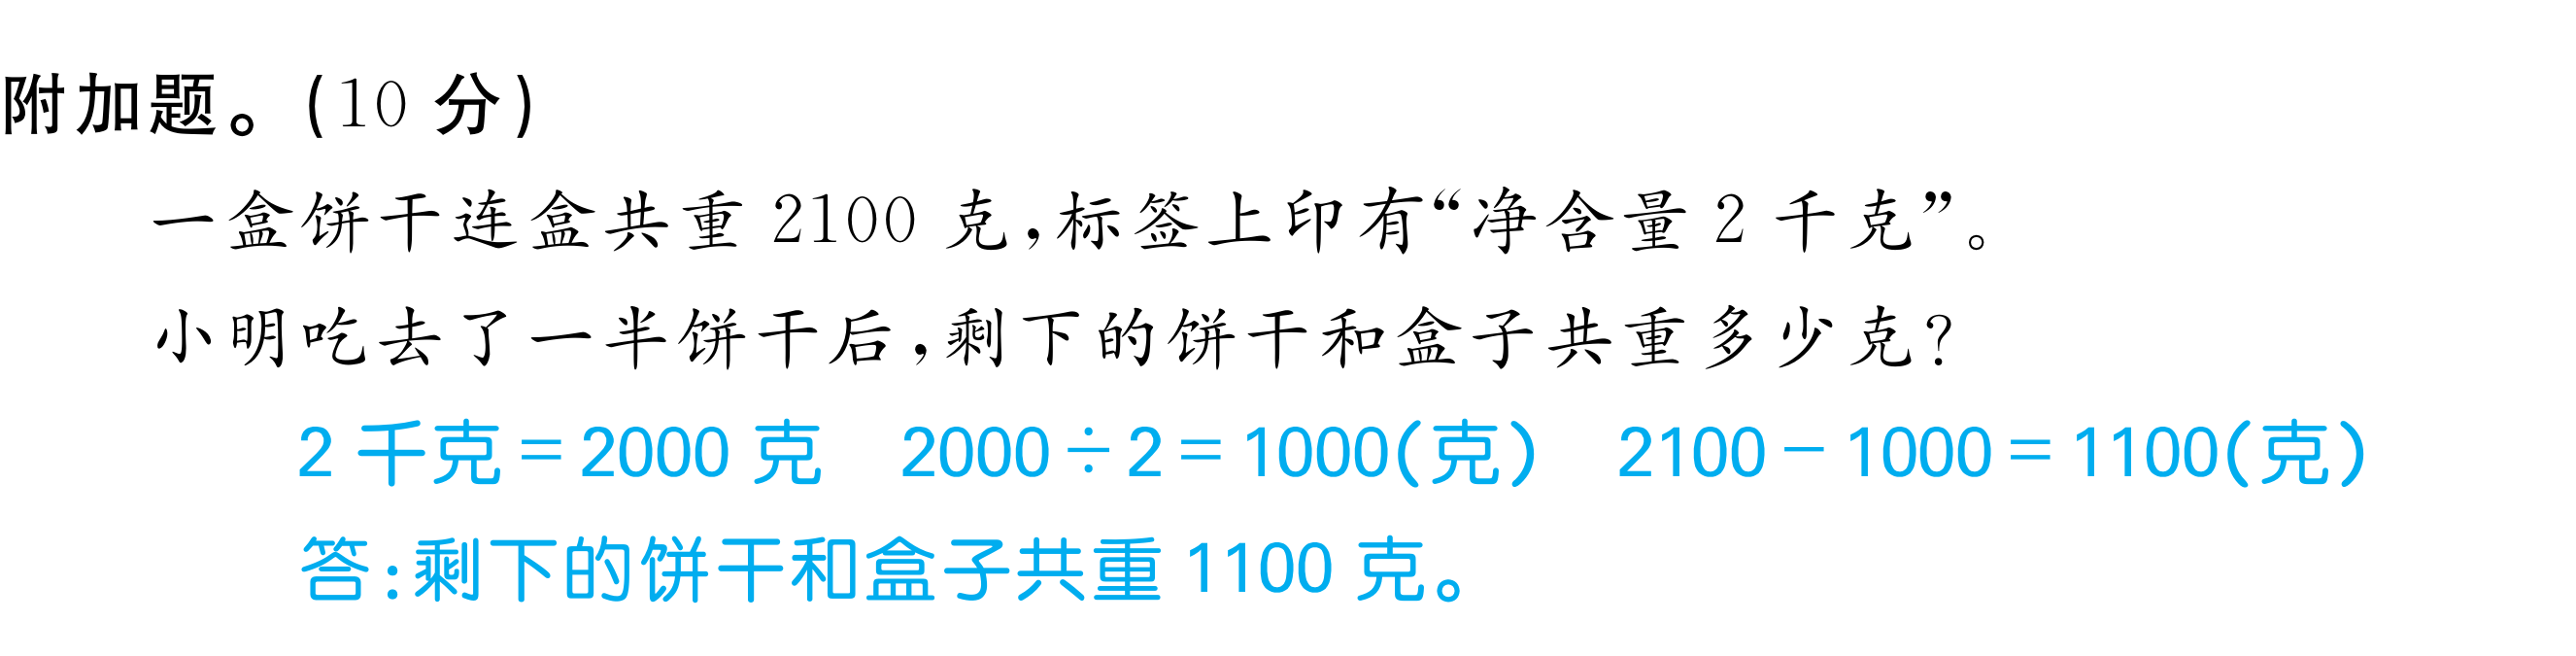 附加题。(10 分)
一盒饼干连盒共重 2100 克,标签上印有“净含量 2 千克”。
小明吃去了一半饼干后,剩下的饼干和盒子共重多少克?
2 千克=2000 克　2000÷2=1000(克)　2100-1000=1100(克)
答:剩下的饼干和盒子共重 1100 克。